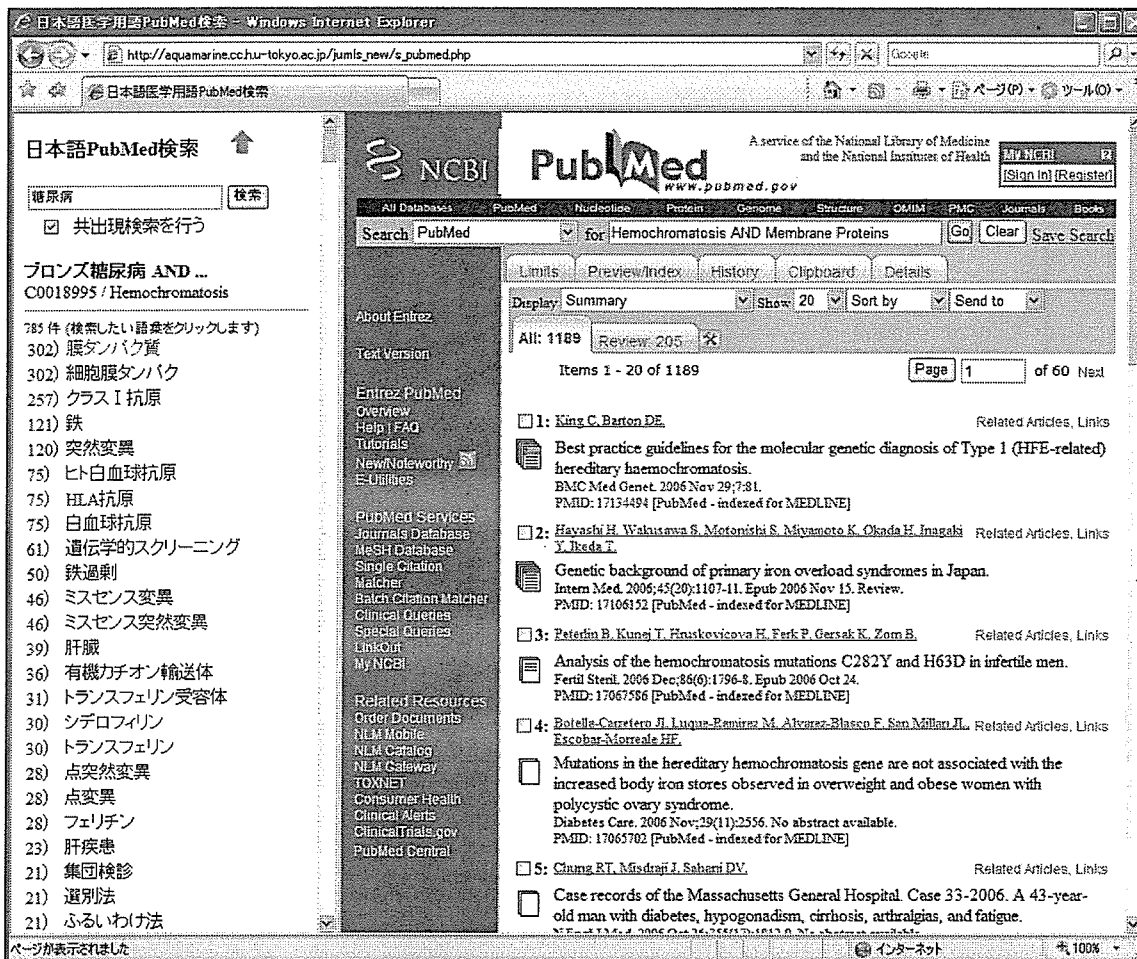 日本語医学用語PubMed検索 - Windows Internet Explorer
http://aquamarine.cc.h.u-tokyo.ac.jp/jumls_new/s_pubmed.php
Google
日本語医学用語PubMed検索
ページ(P)
ツール(O)
日本語PubMed検索
糖尿病
検索
共出現検索を行う
ブロンズ糖尿病 AND ...
C0018995 / Hemochromatosis
785 件 (検索したい語彙をクリックします)
302) 膜タンパク質
302) 細胞膜タンパク
257) クラス I 抗原
121) 鉄
120) 突然変異
75) ヒト白血球抗原
75) HLA抗原
75) 白血球抗原
61) 遺伝学的スクリーニング
50) 鉄過剰
46) ミスセンス変異
46) ミスセンス突然変異
39) 肝臓
36) 有機カチオン輸送体
31) トランスフェリン受容体
30) シデロフィリン
30) トランスフェリン
28) 点突然変異
28) 点変異
28) フェリチン
23) 肝疾患
21) 集団検診
21) 選別法
21) ふるいわけ法
NCBI
PubMed
www.pubmed.gov
A service of the National Library of Medicine
and the National Institutes of Health
My NCBI
[Sign In] [Register]
All Databases PubMed Nucleotide Protein Genome Structure OMIM PMC Journals Books
Search PubMed for Hemochromatosis AND Membrane Proteins Go Clear Save Search
Limits Preview/Index History Clipboard Details
Display Summary Show 20 Sort by Send to
All: 1189 Review: 205
Items 1 - 20 of 1189 Page 1 of 60 Next
About Entrez
Text Version
Entrez PubMed
Overview
Help | FAQ
Tutorials
New/Noteworthy
E-Utilities
PubMed Services
Journals Database
MeSH Database
Single Citation
Matcher
Batch Citation Matcher
Clinical Queries
Special Queries
LinkOut
My NCBI
Related Resources
Order Documents
NLM Mobile
NLM Catalog
NLM Gateway
TOXNET
Consumer Health
Clinical Alerts
ClinicalTrials.gov
PubMed Central
1: King C, Barton DE. Related Articles, Links
Best practice guidelines for the molecular genetic diagnosis of Type 1 (HFE-related)
hereditary haemochromatosis.
BMC Med Genet. 2006 Nov 29;7:81.
PMID: 17134494 [PubMed - indexed for MEDLINE]
2: Hayashi H, Wakusawa S, Motonishi S, Miyamoto K, Okada H, Inagaki Related Articles, Links
Y, Ikeda T.
Genetic background of primary iron overload syndromes in Japan.
Intern Med. 2006;45(20):1107-11. Epub 2006 Nov 15. Review.
PMID: 17106152 [PubMed - indexed for MEDLINE]
3: Peterlin B, Kunej T, Hruskovicova H, Ferk P, Gersak K, Zorn B. Related Articles, Links
Analysis of the hemochromatosis mutations C282Y and H63D in infertile men.
Fertil Steril. 2006 Dec;86(6):1796-8. Epub 2006 Oct 24.
PMID: 17067586 [PubMed - indexed for MEDLINE]
4: Botella-Carretero JI, Luque-Ramirez M, Alvarez-Blasco F, San Millan JL, Related Articles, Links
Escobar-Morreale HF.
Mutations in the hereditary hemochromatosis gene are not associated with the
increased body iron stores observed in overweight and obese women with
polycystic ovary syndrome.
Diabetes Care. 2006 Nov;29(11):2556. No abstract available.
PMID: 17065702 [PubMed - indexed for MEDLINE]
5: Chung RT, Misdraji J, Sahani DV. Related Articles, Links
Case records of the Massachusetts General Hospital. Case 33-2006. A 43-year-
old man with diabetes, hypogonadism, cirrhosis, arthralgias, and fatigue.
ページが表示されました
インターネット
100%